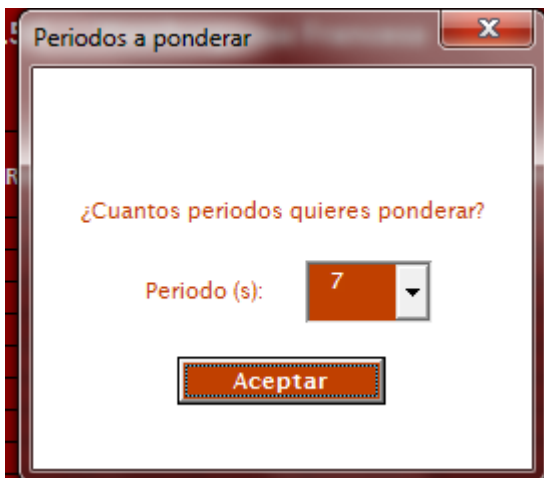 Periodos a ponderar
¿Cuantos periodos quieres ponderar?
Periodo (s): 7
Aceptar